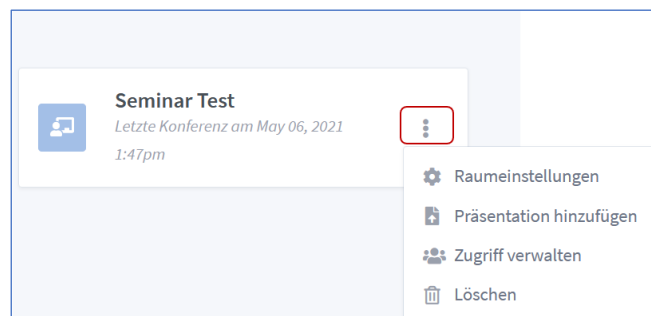 Seminar Test
Letzte Konferenz am May 06, 2021
1:47pm
Raumeinstellungen
Präsentation hinzufügen
Zugriff verwalten
Löschen